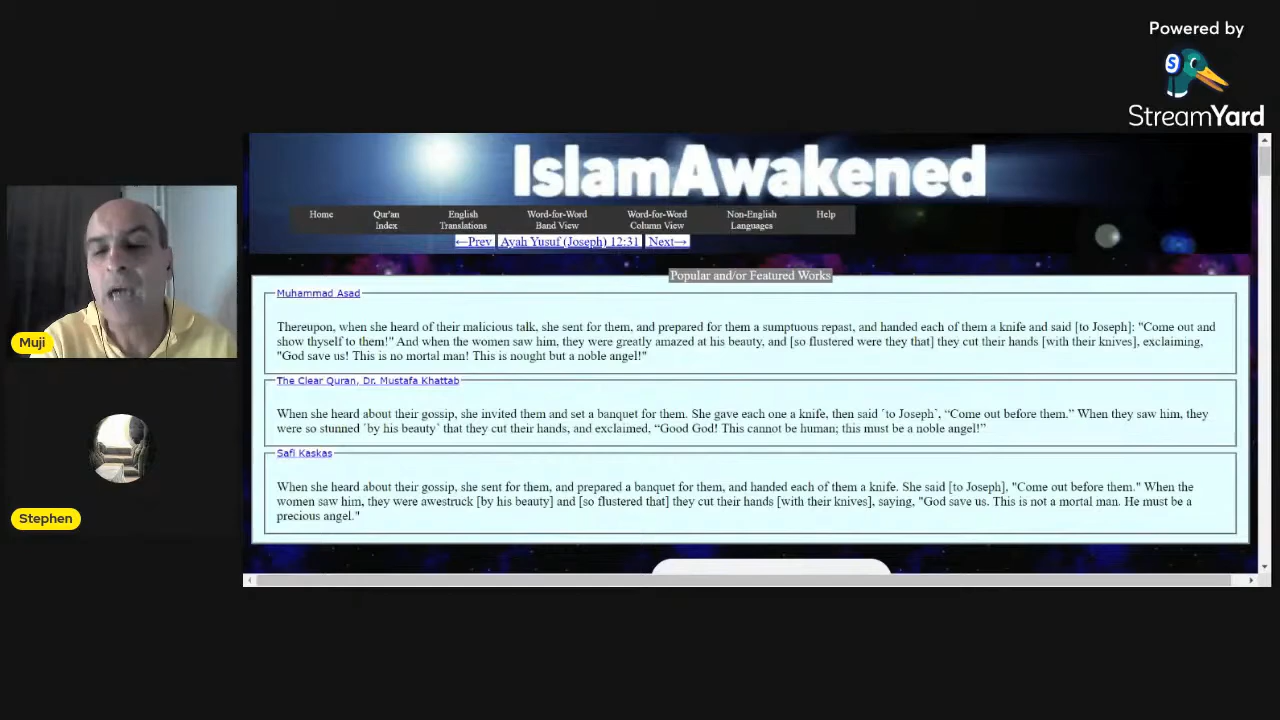 Powered by
StreamYard
IslamAwakened
Home
Qur'an
Index
English
Translations
Word-for-Word
Band View
Word-for-Word
Column View
Non-English
Languages
Help
←Prev Ayah Yusuf (Joseph) 12:31 Next→
Popular and/or Featured Works
Muhammad Asad
Thereupon, when she heard of their malicious talk, she sent for them, and prepared for them a sumptuous repast, and handed each of them a knife and said [to Joseph]: "Come out and
show thyself to them!" And when the women saw him, they were greatly amazed at his beauty, and [so flustered were they that] they cut their hands [with their knives], exclaiming,
"God save us! This is no mortal man! This is nought but a noble angel!"
The Clear Quran, Dr. Mustafa Khattab
When she heard about their gossip, she invited them and set a banquet for them. She gave each one a knife, then said ˹to Joseph˺, “Come out before them.” When they saw him, they
were so stunned ˹by his beauty˺ that they cut their hands, and exclaimed, “Good God! This cannot be human; this must be a noble angel!”
Safi Kaskas
When she heard about their gossip, she sent for them, and prepared a banquet for them, and handed each of them a knife. She said [to Joseph], "Come out before them." When the
women saw him, they were awestruck [by his beauty] and [so flustered that] they cut their hands [with their knives], saying, "God save us. This is not a mortal man. He must be a
precious angel."
Muji
Stephen